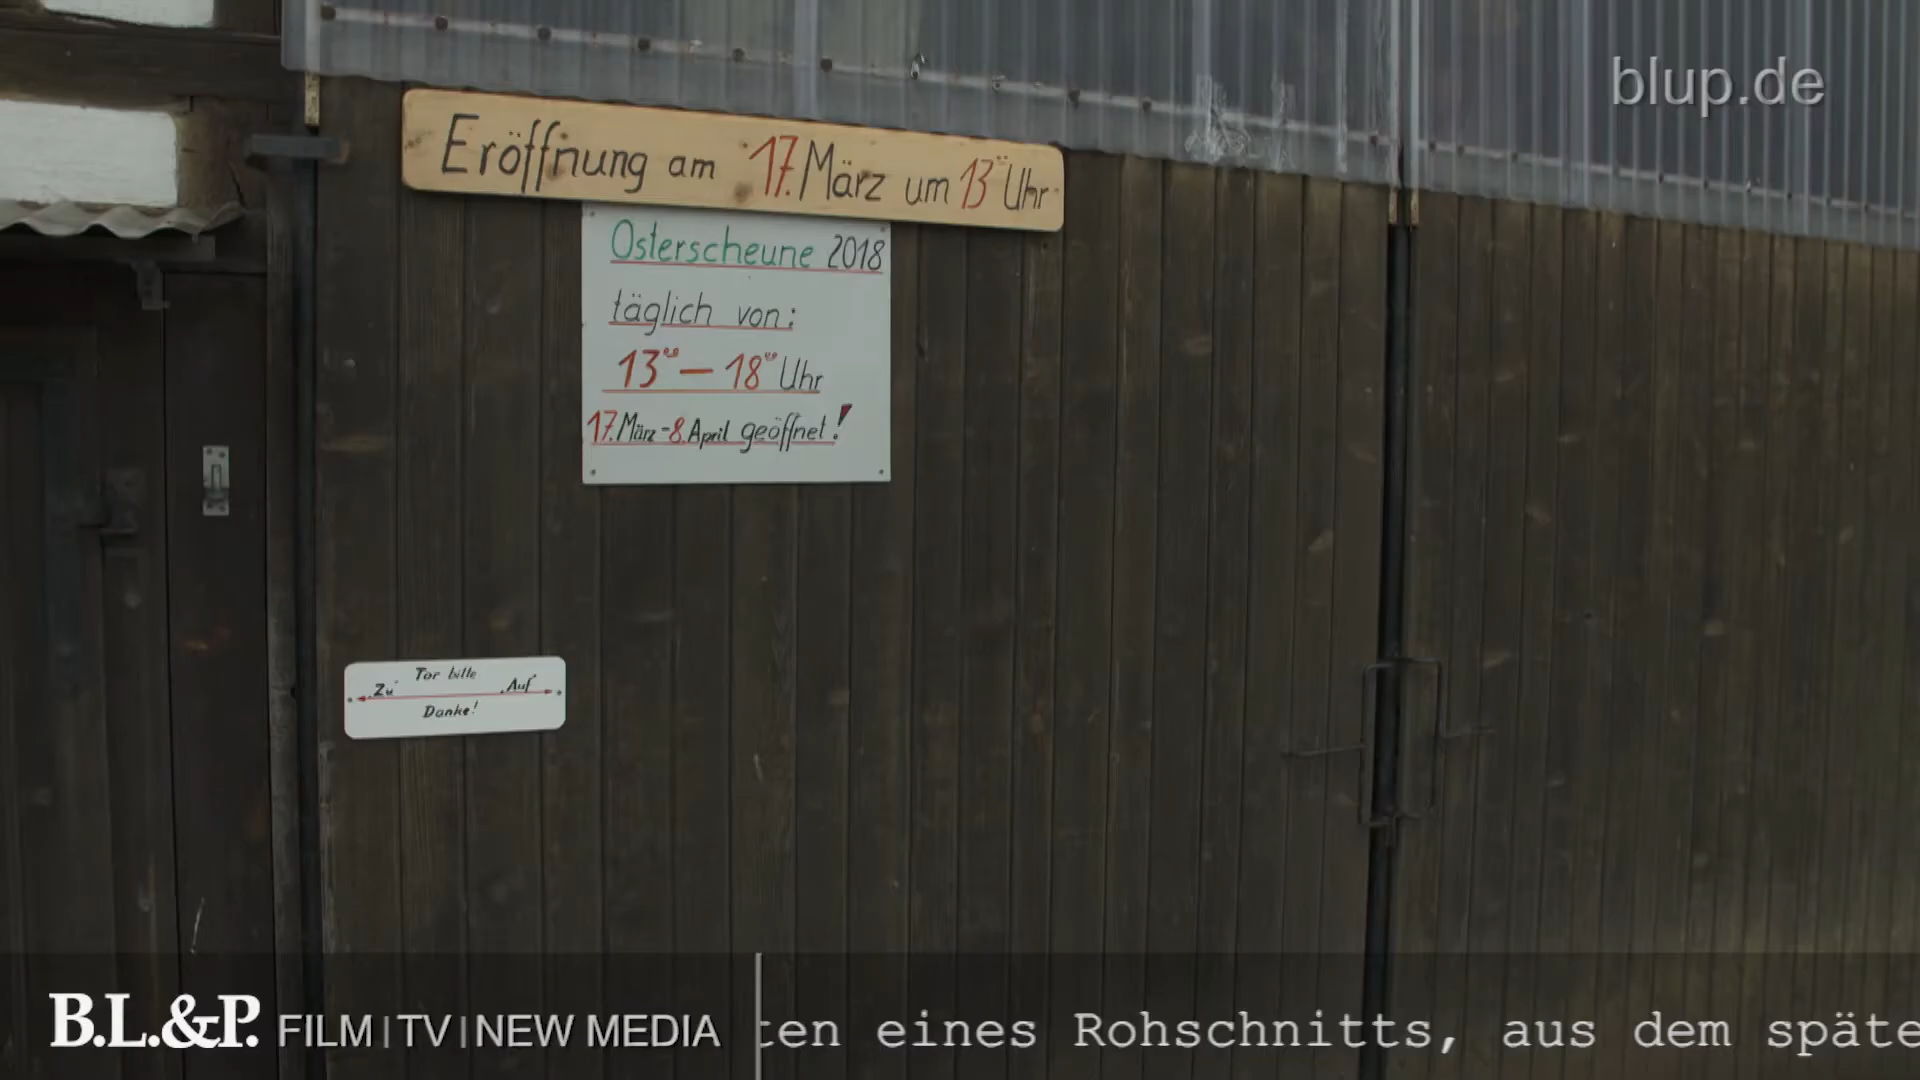 blup.de
Eröffnung am 17. März um 13°° Uhr
Osterscheune 2018
täglich von:
13°° – 18°° Uhr
17. März - 8. April geöffnet!
Tor bitte
„Zu“ „Auf“
Danke!
B.L.&P. FILM | TV | NEW MEDIA
ten eines Rohschnitts, aus dem späte